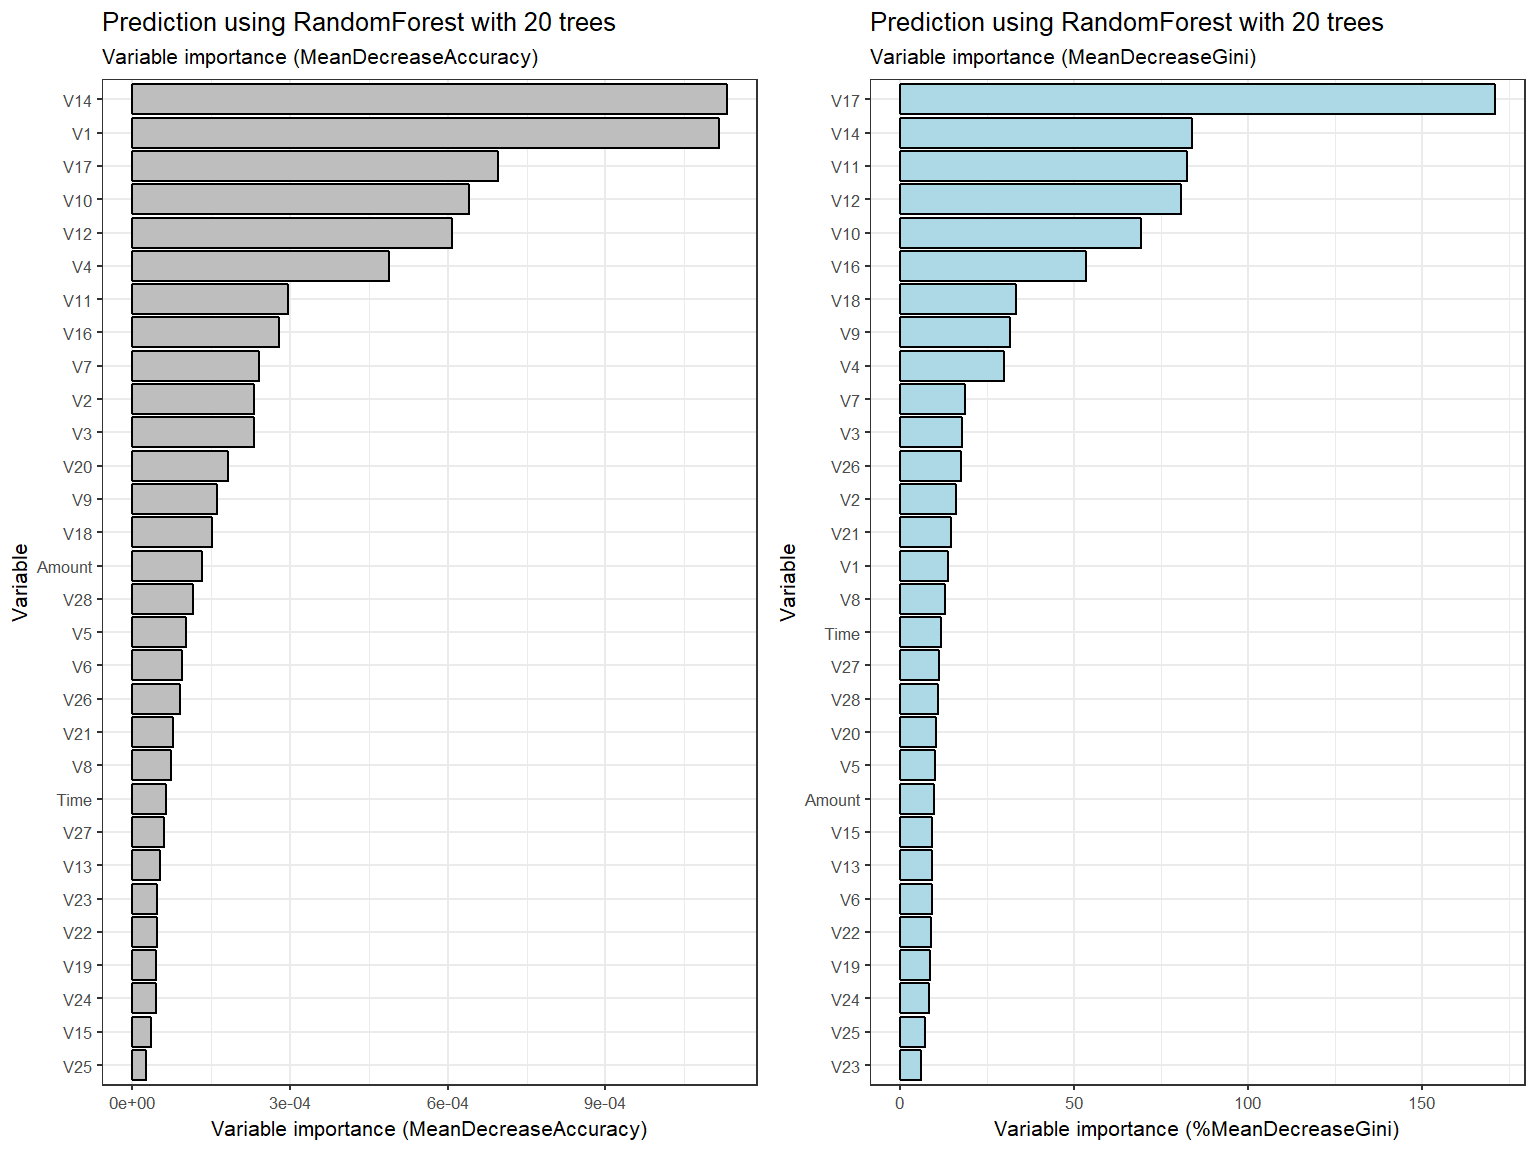 Prediction using RandomForest with 20 trees
Variable importance (MeanDecreaseAccuracy)
Variable
V14
V1
V17
V10
V12
V4
V11
V16
V7
V2
V3
V20
V9
V18
Amount
V28
V5
V6
V26
V21
V8
Time
V27
V13
V23
V22
V19
V24
V15
V25
0e+00 3e-04 6e-04 9e-04
Variable importance (MeanDecreaseAccuracy)
Prediction using RandomForest with 20 trees
Variable importance (MeanDecreaseGini)
Variable
V17
V14
V11
V12
V10
V16
V18
V9
V4
V7
V3
V26
V2
V21
V1
V8
Time
V27
V28
V20
V5
Amount
V15
V13
V6
V22
V19
V24
V25
V23
0 50 100 150
Variable importance (%MeanDecreaseGini)